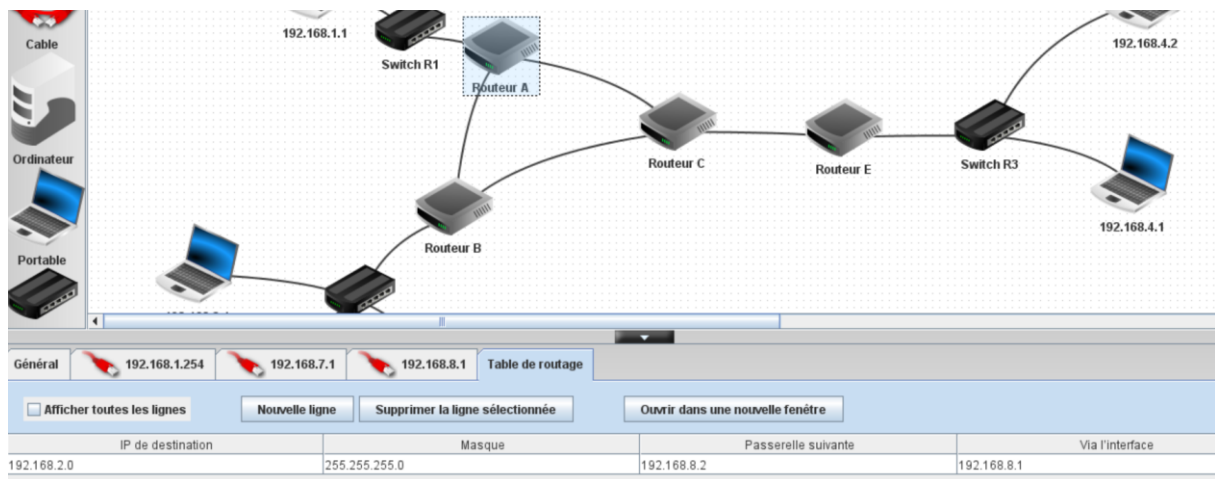 Cable
192.168.1.1
Switch R1
192.168.4.2
Routeur A
Ordinateur
Routeur C
Routeur E
Switch R3
192.168.4.1
Routeur B
Portable
Général
192.168.1.254
192.168.7.1
192.168.8.1
Table de routage
Afficher toutes les lignes
Nouvelle ligne
Supprimer la ligne sélectionnée
Ouvrir dans une nouvelle fenêtre
IP de destination Masque Passerelle suivante Via l'interface
192.168.2.0 255.255.255.0 192.168.8.2 192.168.8.1